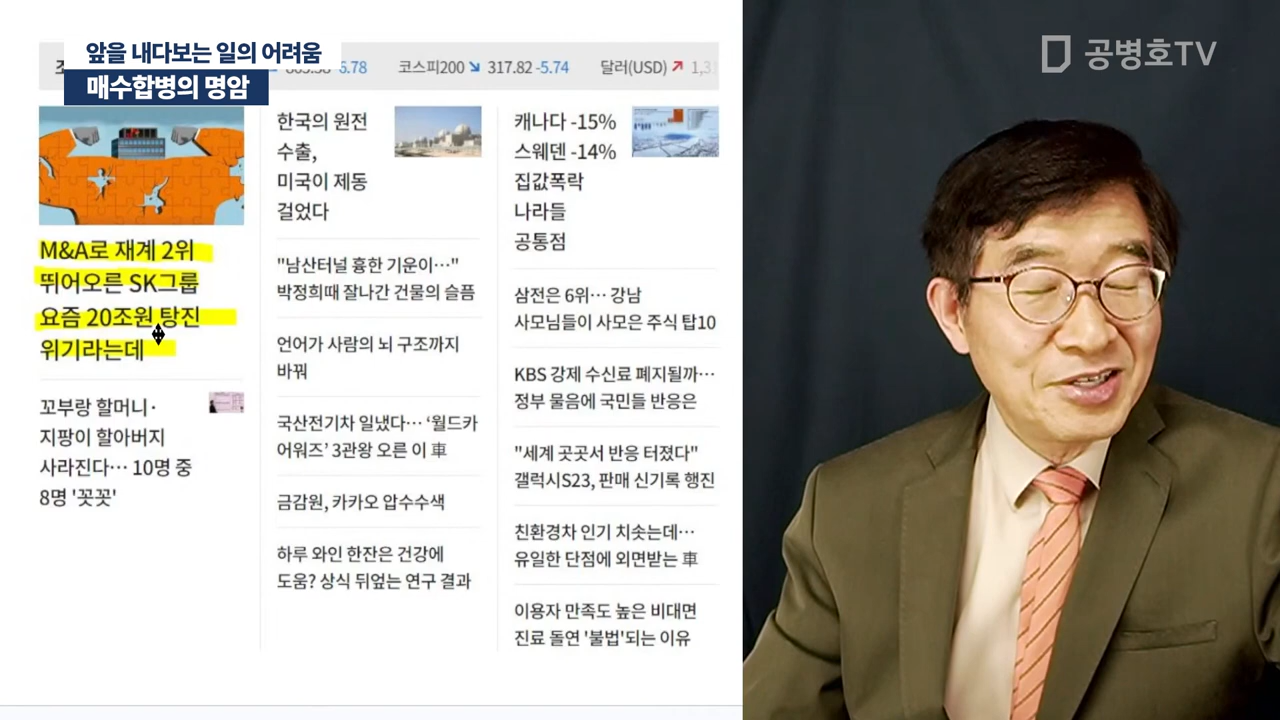 앞을 내다보는 일의 어려움
매수합병의 명암
공병호TV
6.78 코스피200 ↘ 317.82 -5.74 달러(USD) ↗
M&A로 재계 2위
뛰어오른 SK그룹
요즘 20조원 탕진
위기라는데
꼬부랑 할머니·
지팡이 할아버지
사라진다… 10명 중
8명 '꼿꼿'
한국의 원전
수출,
미국이 제동
걸었다
"남산터널 흉한 기운이…"
박정희때 잘나간 건물의 슬픔
언어가 사람의 뇌 구조까지
바꿔
국산전기차 일냈다… ‘월드카
어워즈’ 3관왕 오른 이 車
금감원, 카카오 압수수색
하루 와인 한잔은 건강에
도움? 상식 뒤엎는 연구 결과
캐나다 -15%
스웨덴 -14%
집값폭락
나라들
공통점
삼전은 6위… 강남
사모님들이 사모은 주식 탑10
KBS 강제 수신료 폐지될까…
정부 물음에 국민들 반응은
"세계 곳곳서 반응 터졌다"
갤럭시S23, 판매 신기록 행진
친환경차 인기 치솟는데…
유일한 단점에 외면받는 車
이용자 만족도 높은 비대면
진료 돌연 '불법'되는 이유